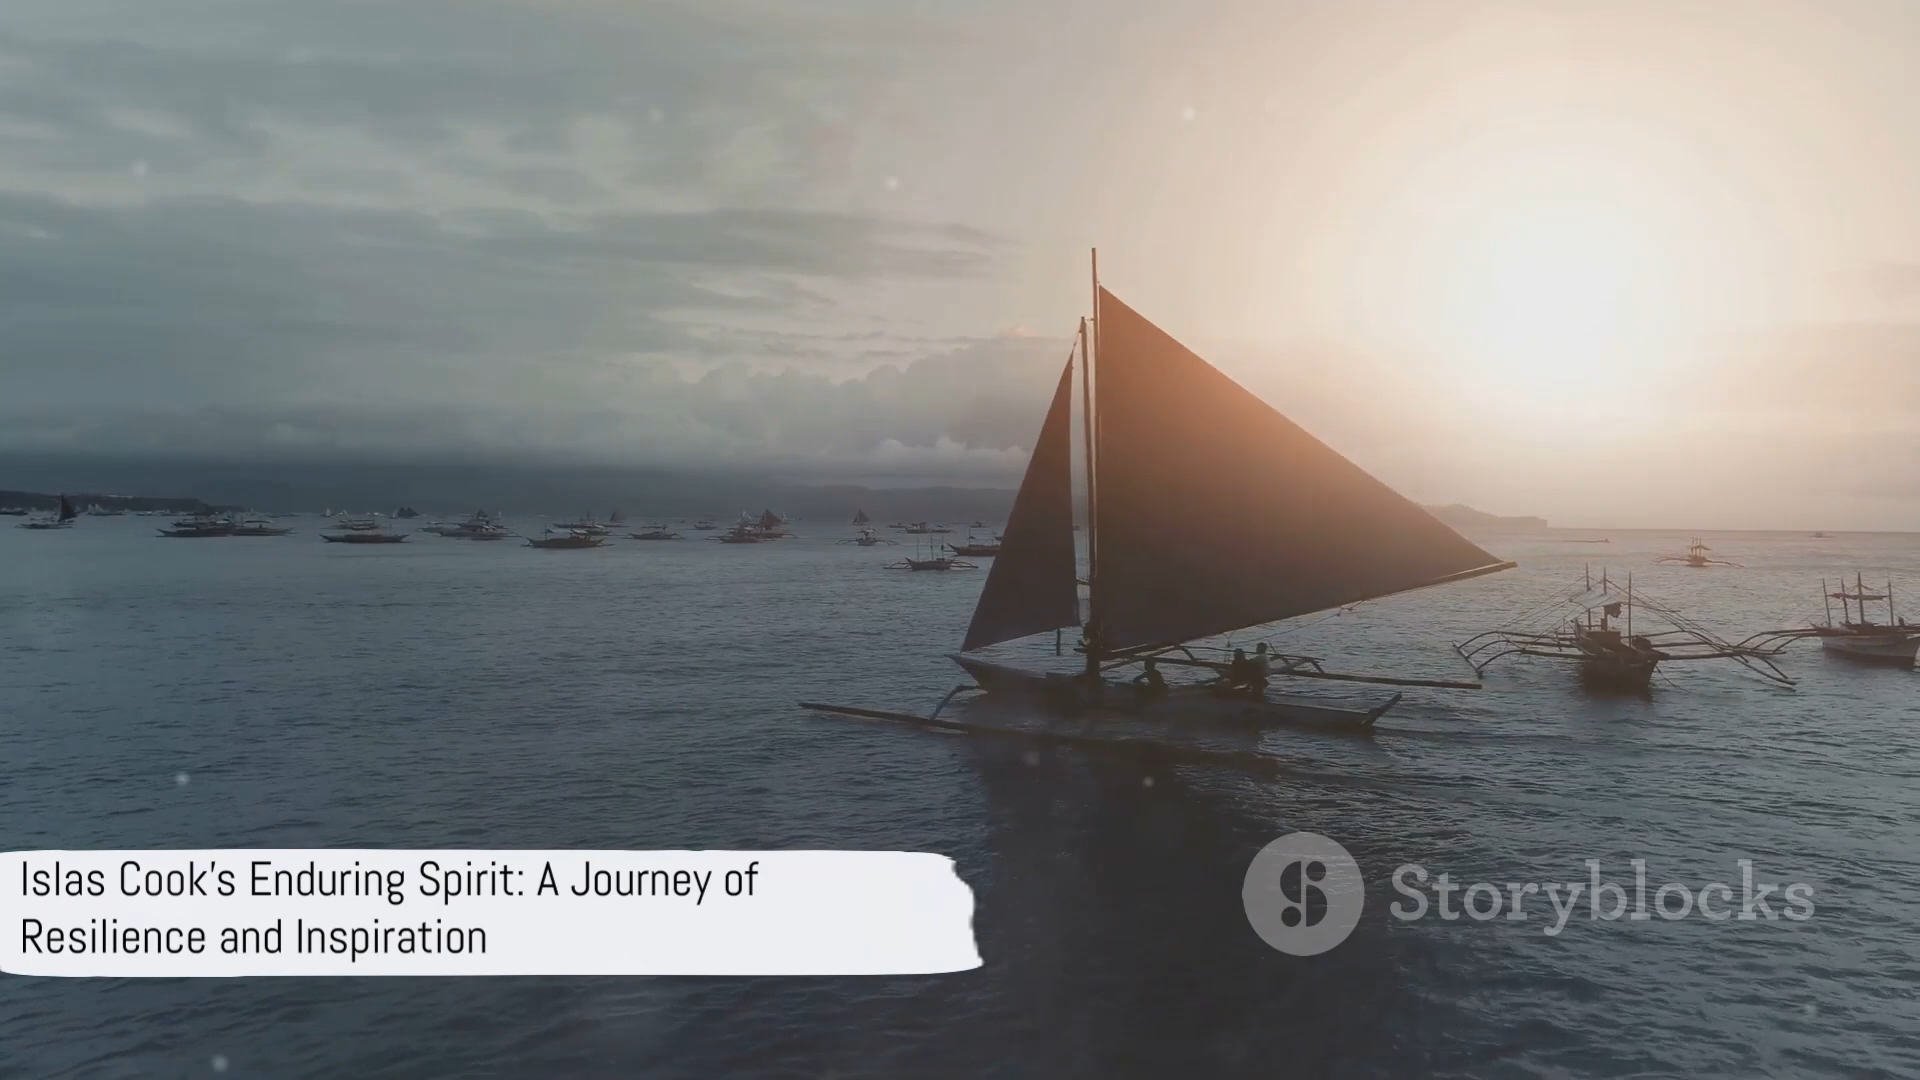 Islas Cook's Enduring Spirit: A Journey of
Resilience and Inspiration
Storyblocks